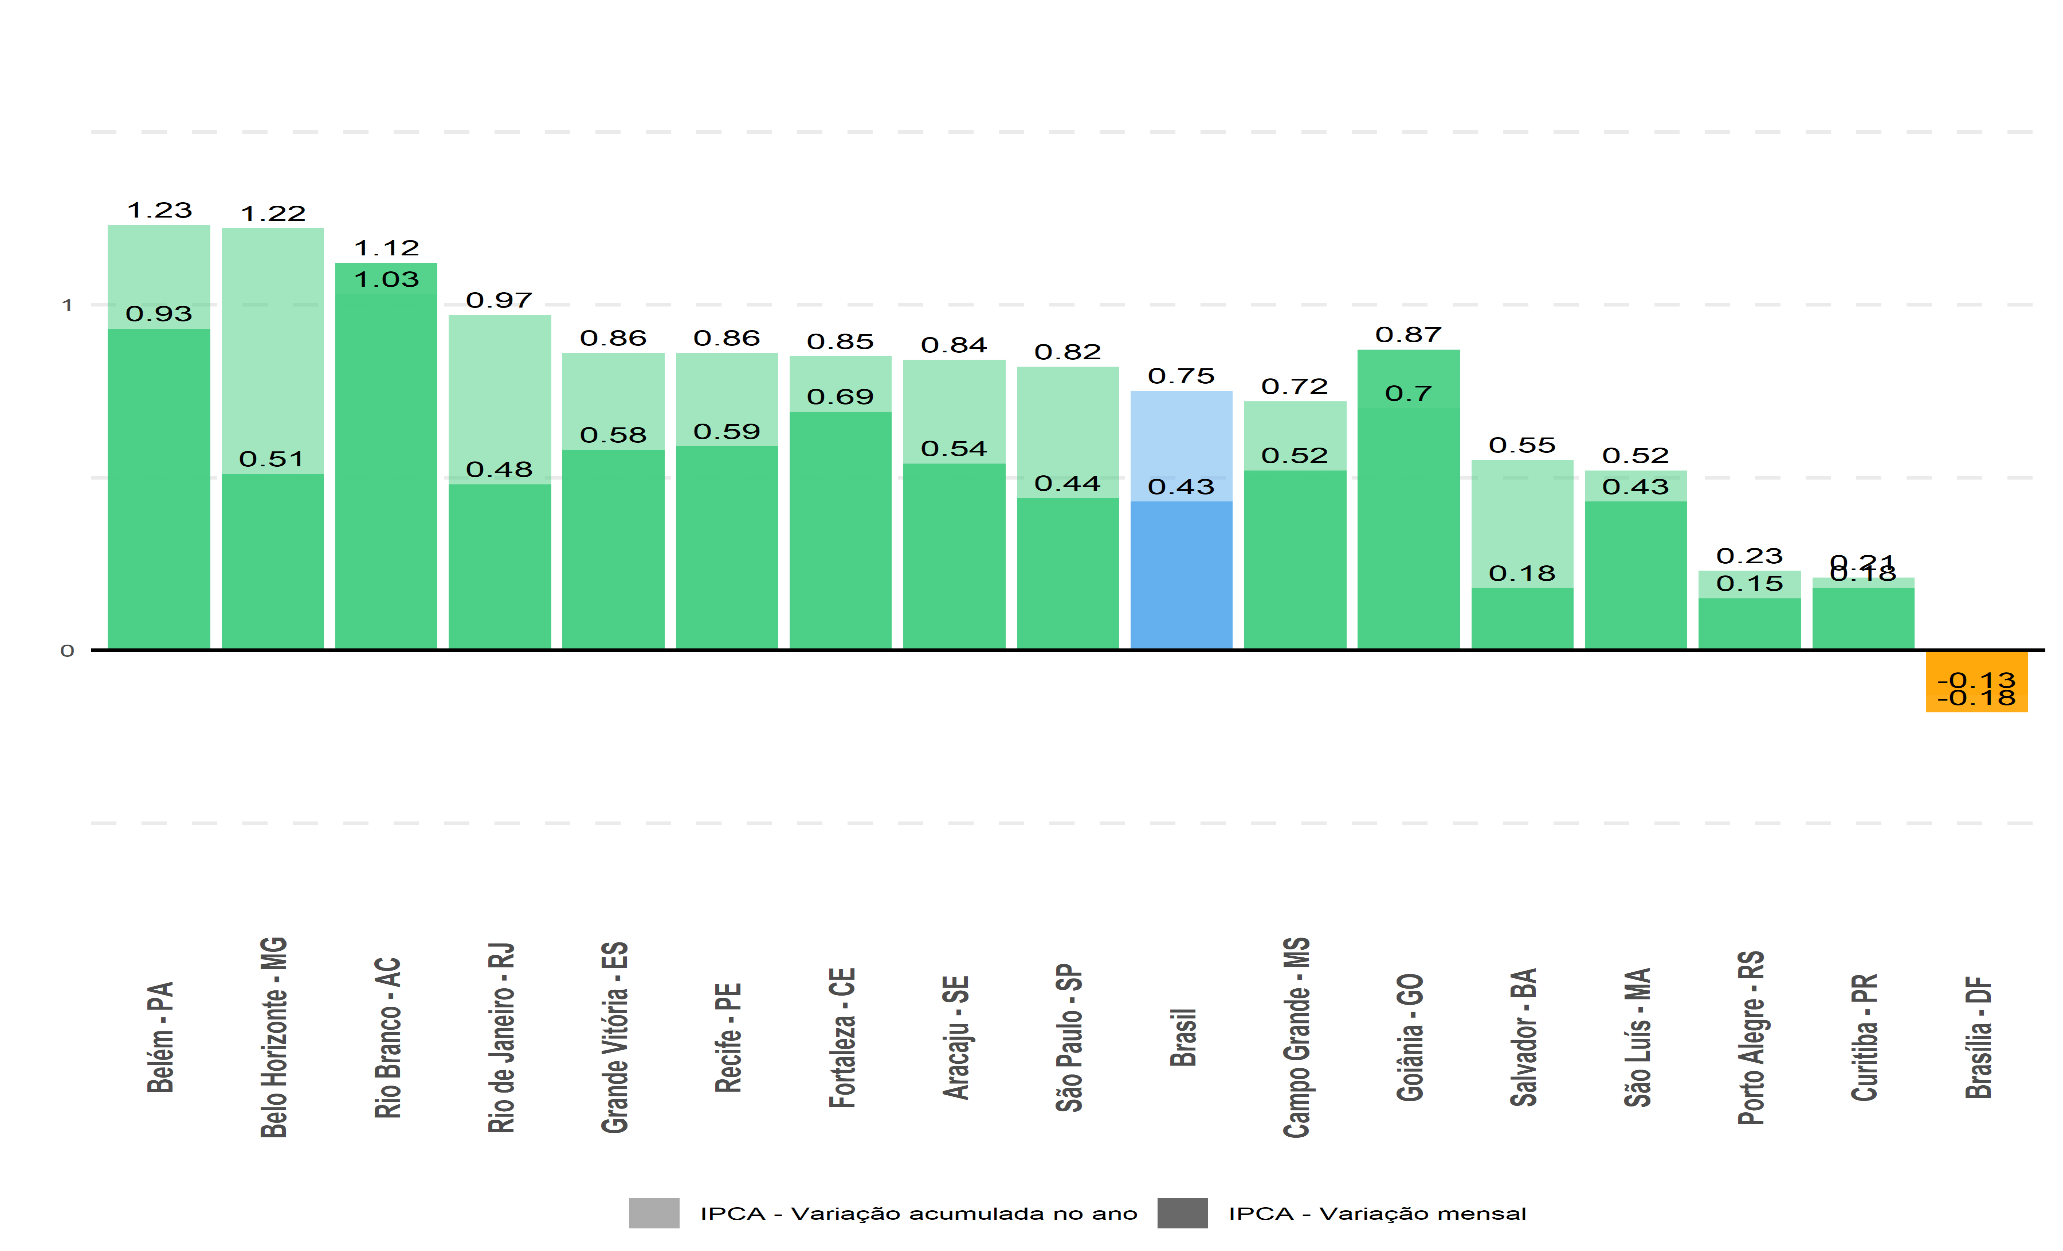 1.23
1.22
1.12
1.03
1
0.97
0.93
0.86
0.86
0.85
0.84
0.82
0.87
0.75
0.72
0.7
0.69
0.58
0.59
0.54
0.55
0.52
0.52
0.51
0.48
0.44
0.43
0.43
0.18
0.23
0.15
0.21
0.18
0
-0.13
-0.18
Belém - PA
Belo Horizonte - MG
Rio Branco - AC
Rio de Janeiro - RJ
Grande Vitória - ES
Recife - PE
Fortaleza - CE
Aracaju - SE
São Paulo - SP
Brasil
Campo Grande - MS
Goiânia - GO
Salvador - BA
São Luís - MA
Porto Alegre - RS
Curitiba - PR
Brasília - DF
IPCA - Variação acumulada no ano
IPCA - Variação mensal